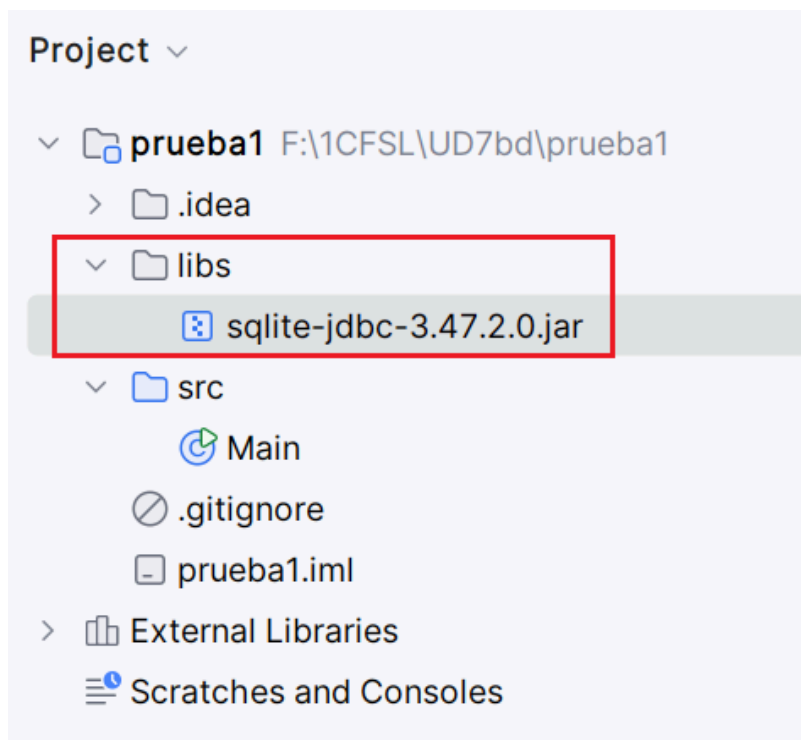 Project
prueba1 F:\1CFSL\UD7bd\prueba1
.idea
libs
sqlite-jdbc-3.47.2.0.jar
src
Main
.gitignore
prueba1.iml
External Libraries
Scratches and Consoles